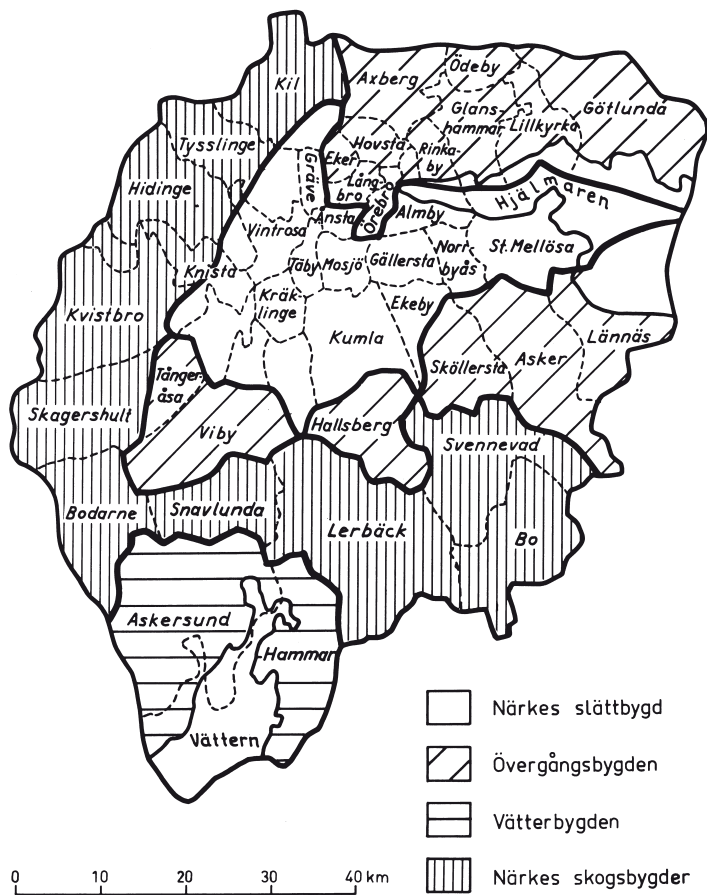 Kil
Axberg
Ödeby
Glans-
hammar
Lillkyrka
Götlunda
Tysslinge
Hovsta
Rinka-
by
Eker
Gräve
Lång-
bro
Hidinge
Örebro
Ånsta
Almby
Hjälmaren
Vintrosa
St. Mellösa
Norr-
byås
Knista
Täby
Mosjö
Gällersta
Kräk-
linge
Ekeby
Kvistbro
Kumla
Lännäs
Asker
Sköllersta
Tånger-
åsa
Skagershult
Viby
Hallsberg
Svennevad
Bodarne
Snavlunda
Lerbäck
Bo
Askersund
Hammar
Vättern
Närkes slättbygd
Övergångsbygden
Vätterbygden
Närkes skogsbygder
0 10 20 30 40 km